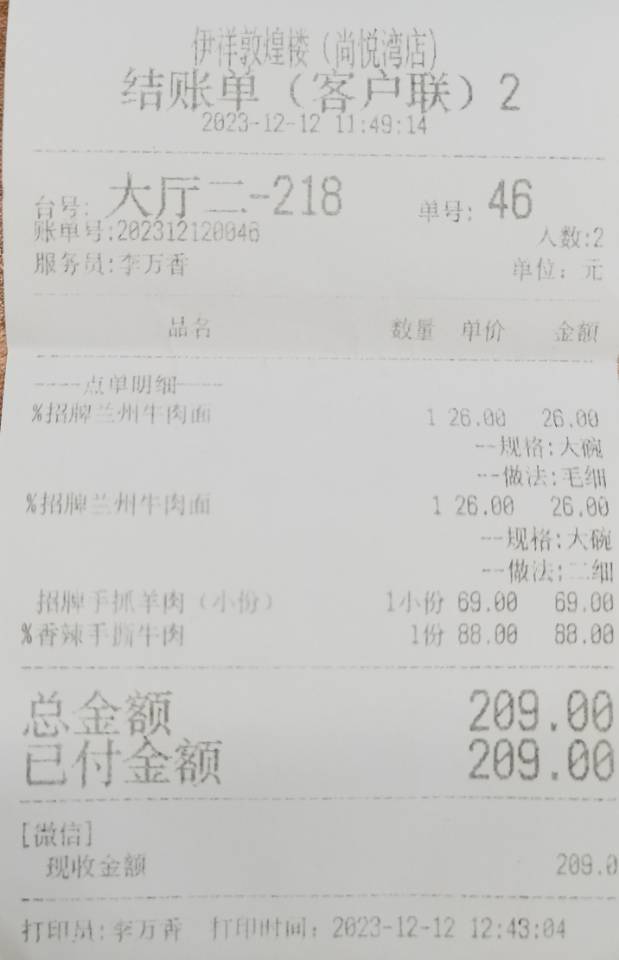 伊祥敦煌楼（尚悦湾店）
结账单（客户联）2
2023-12-12 11:49:14
台号: 大厅二-218 单号: 46
账单号:202312120046 人数:2
服务员:李万香 单位: 元
品名 数量 单价 金额
----点单明细----
%招牌兰州牛肉面 1 26.00 26.00
--规格:大碗
--做法:毛细
%招牌兰州牛肉面 1 26.00 26.00
--规格:大碗
--做法:二细
招牌手抓羊肉（小份） 1小份 69.00 69.00
%香辣手撕牛肉 1份 88.00 88.00
总金额 209.00
已付金额 209.00
[微信]
现收金额 209.0
打印员:李万香 打印时间: 2023-12-12 12:43:04